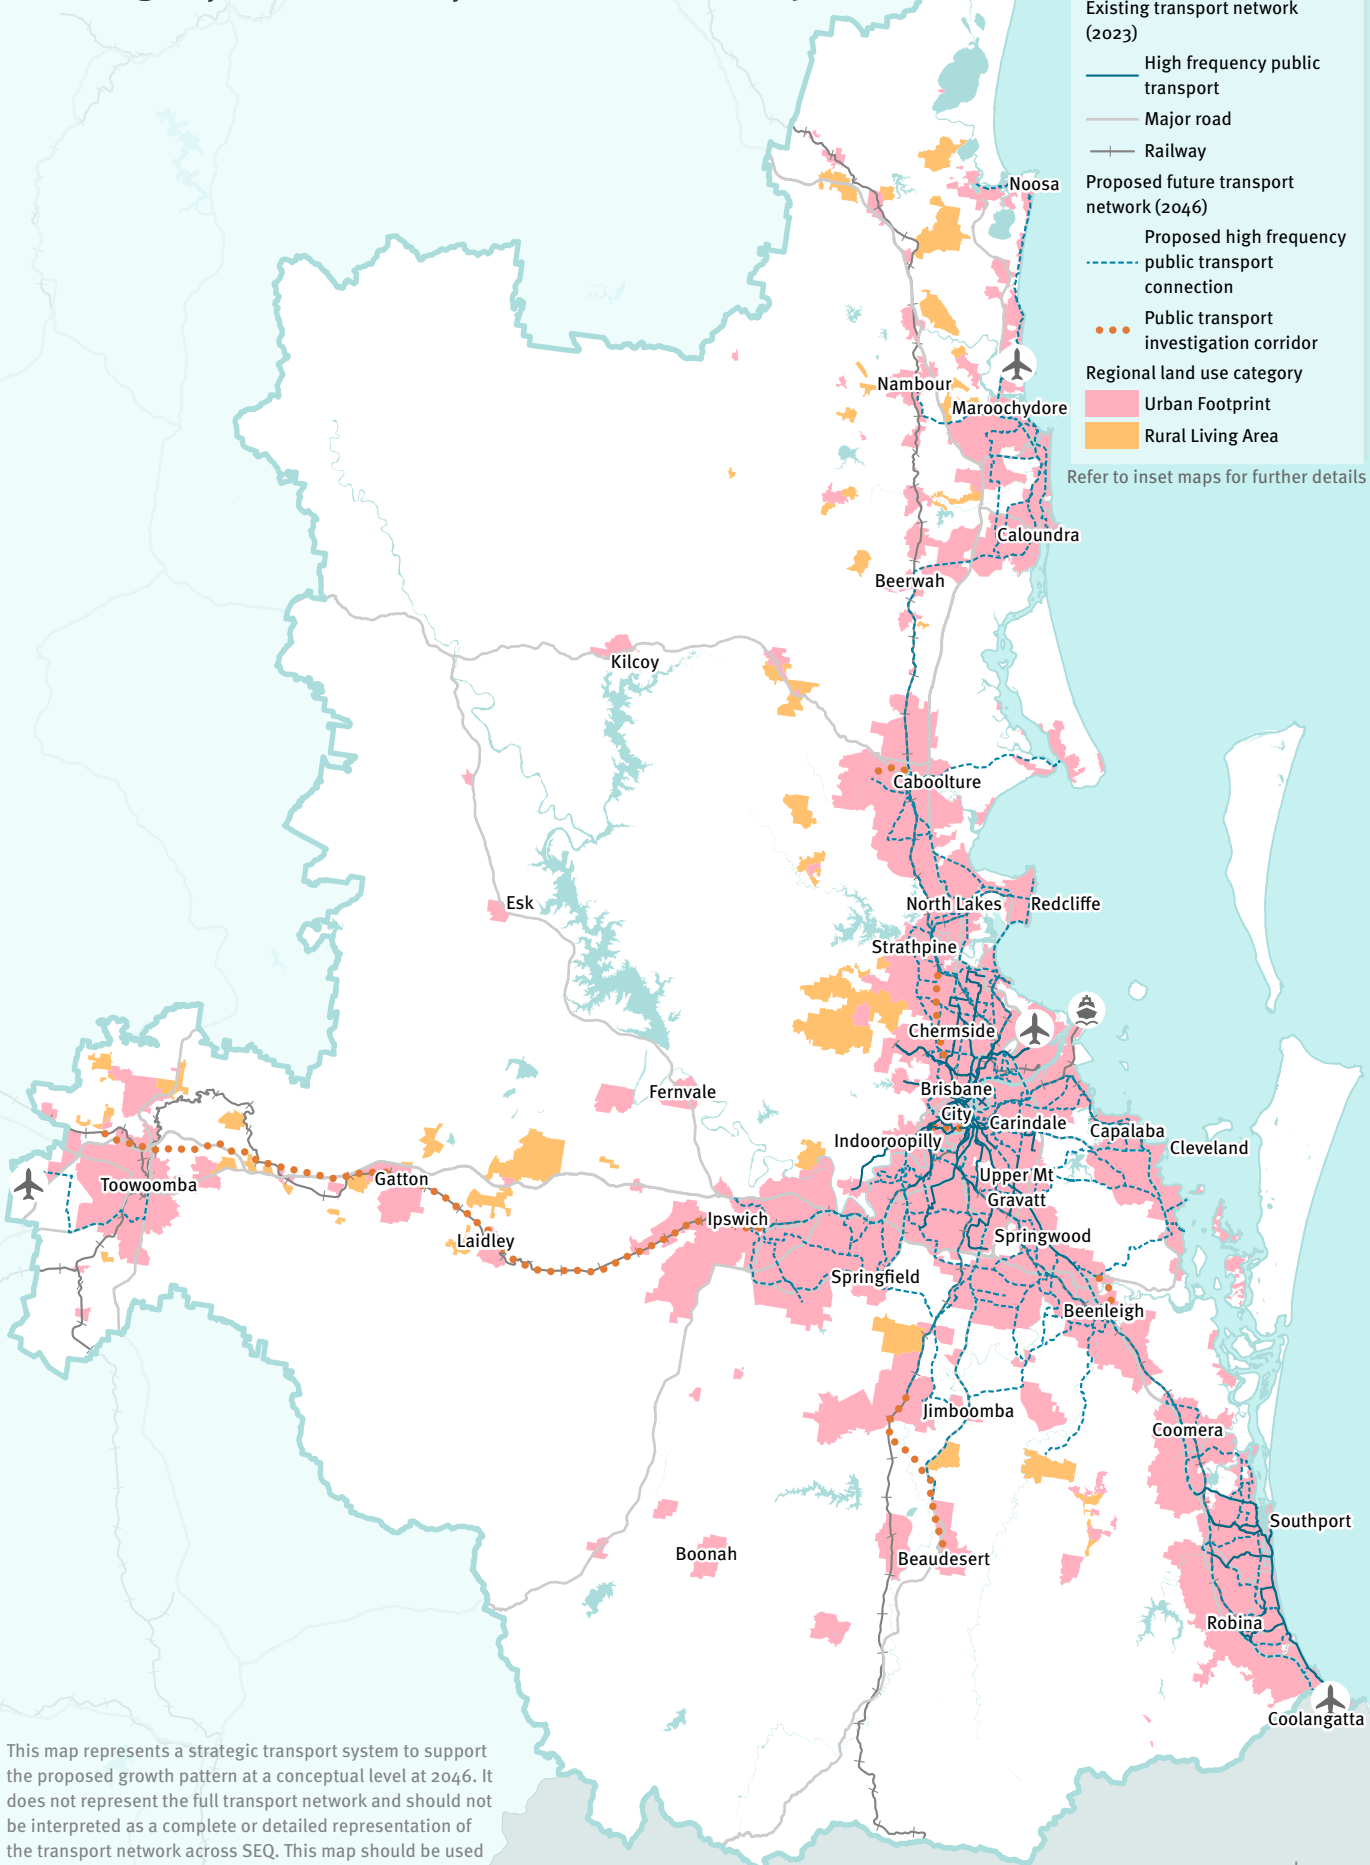 Existing transport network
(2023)
High frequency public
transport
Major road
Railway
Proposed future transport
network (2046)
Proposed high frequency
public transport
connection
Public transport
investigation corridor
Regional land use category
Urban Footprint
Rural Living Area
Refer to inset maps for further details
Noosa
Nambour
Maroochydore
Caloundra
Beerwah
Kilcoy
Caboolture
Esk
North Lakes
Redcliffe
Strathpine
Chermside
Fernvale
Brisbane
City
Carindale
Indooroopilly
Capalaba
Cleveland
Toowoomba
Gatton
Upper Mt
Gravatt
Ipswich
Laidley
Springwood
Springfield
Beenleigh
Jimboomba
Coomera
Southport
Boonah
Beaudesert
Robina
Coolangatta
This map represents a strategic transport system to support
the proposed growth pattern at a conceptual level at 2046. It
does not represent the full transport network and should not
be interpreted as a complete or detailed representation of
the transport network across SEQ. This map should be used